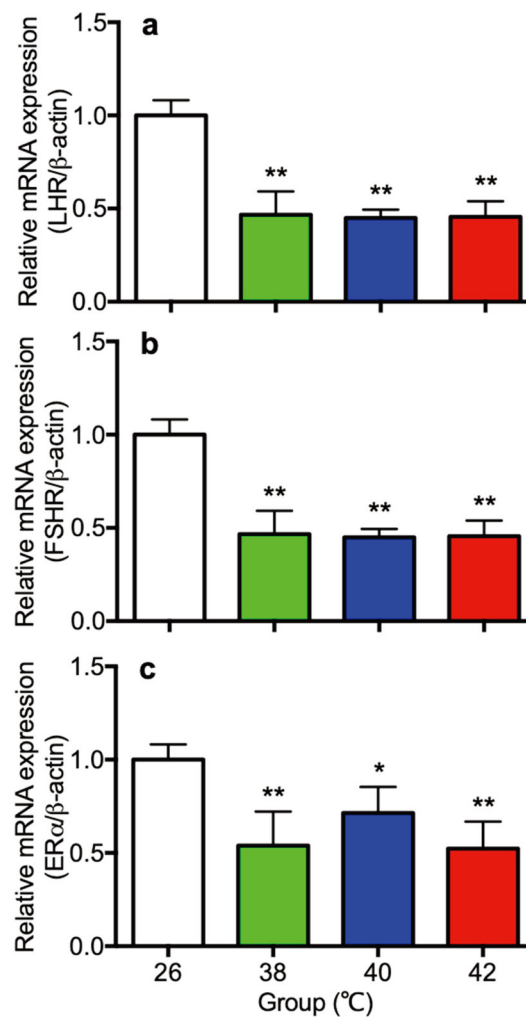 a
Relative mRNA expression
(LHR/β-actin)
1.5
1.0
0.5
0.0
**
**
**
b
Relative mRNA expression
(FSHR/β-actin)
1.5
1.0
0.5
0.0
**
**
**
c
Relative mRNA expression
(ERα/β-actin)
1.5
1.0
0.5
0.0
**
*
**
26 38 40 42
Group (℃)